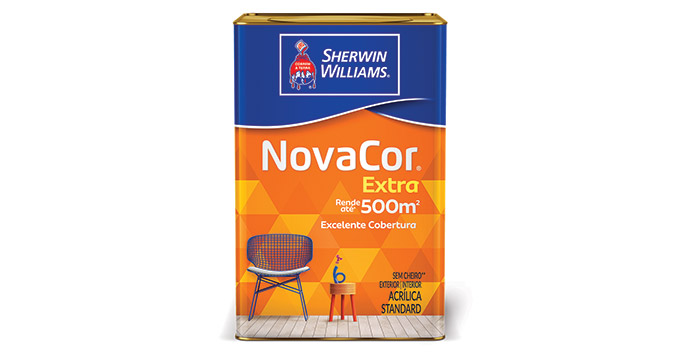 SHERWIN
WILLIAMS®
NovaCor®
Extra
Rende
até* 500m²
Excelente Cobertura
SEM CHEIRO**
EXTERIOR | INTERIOR
ACRÍLICA
STANDARD